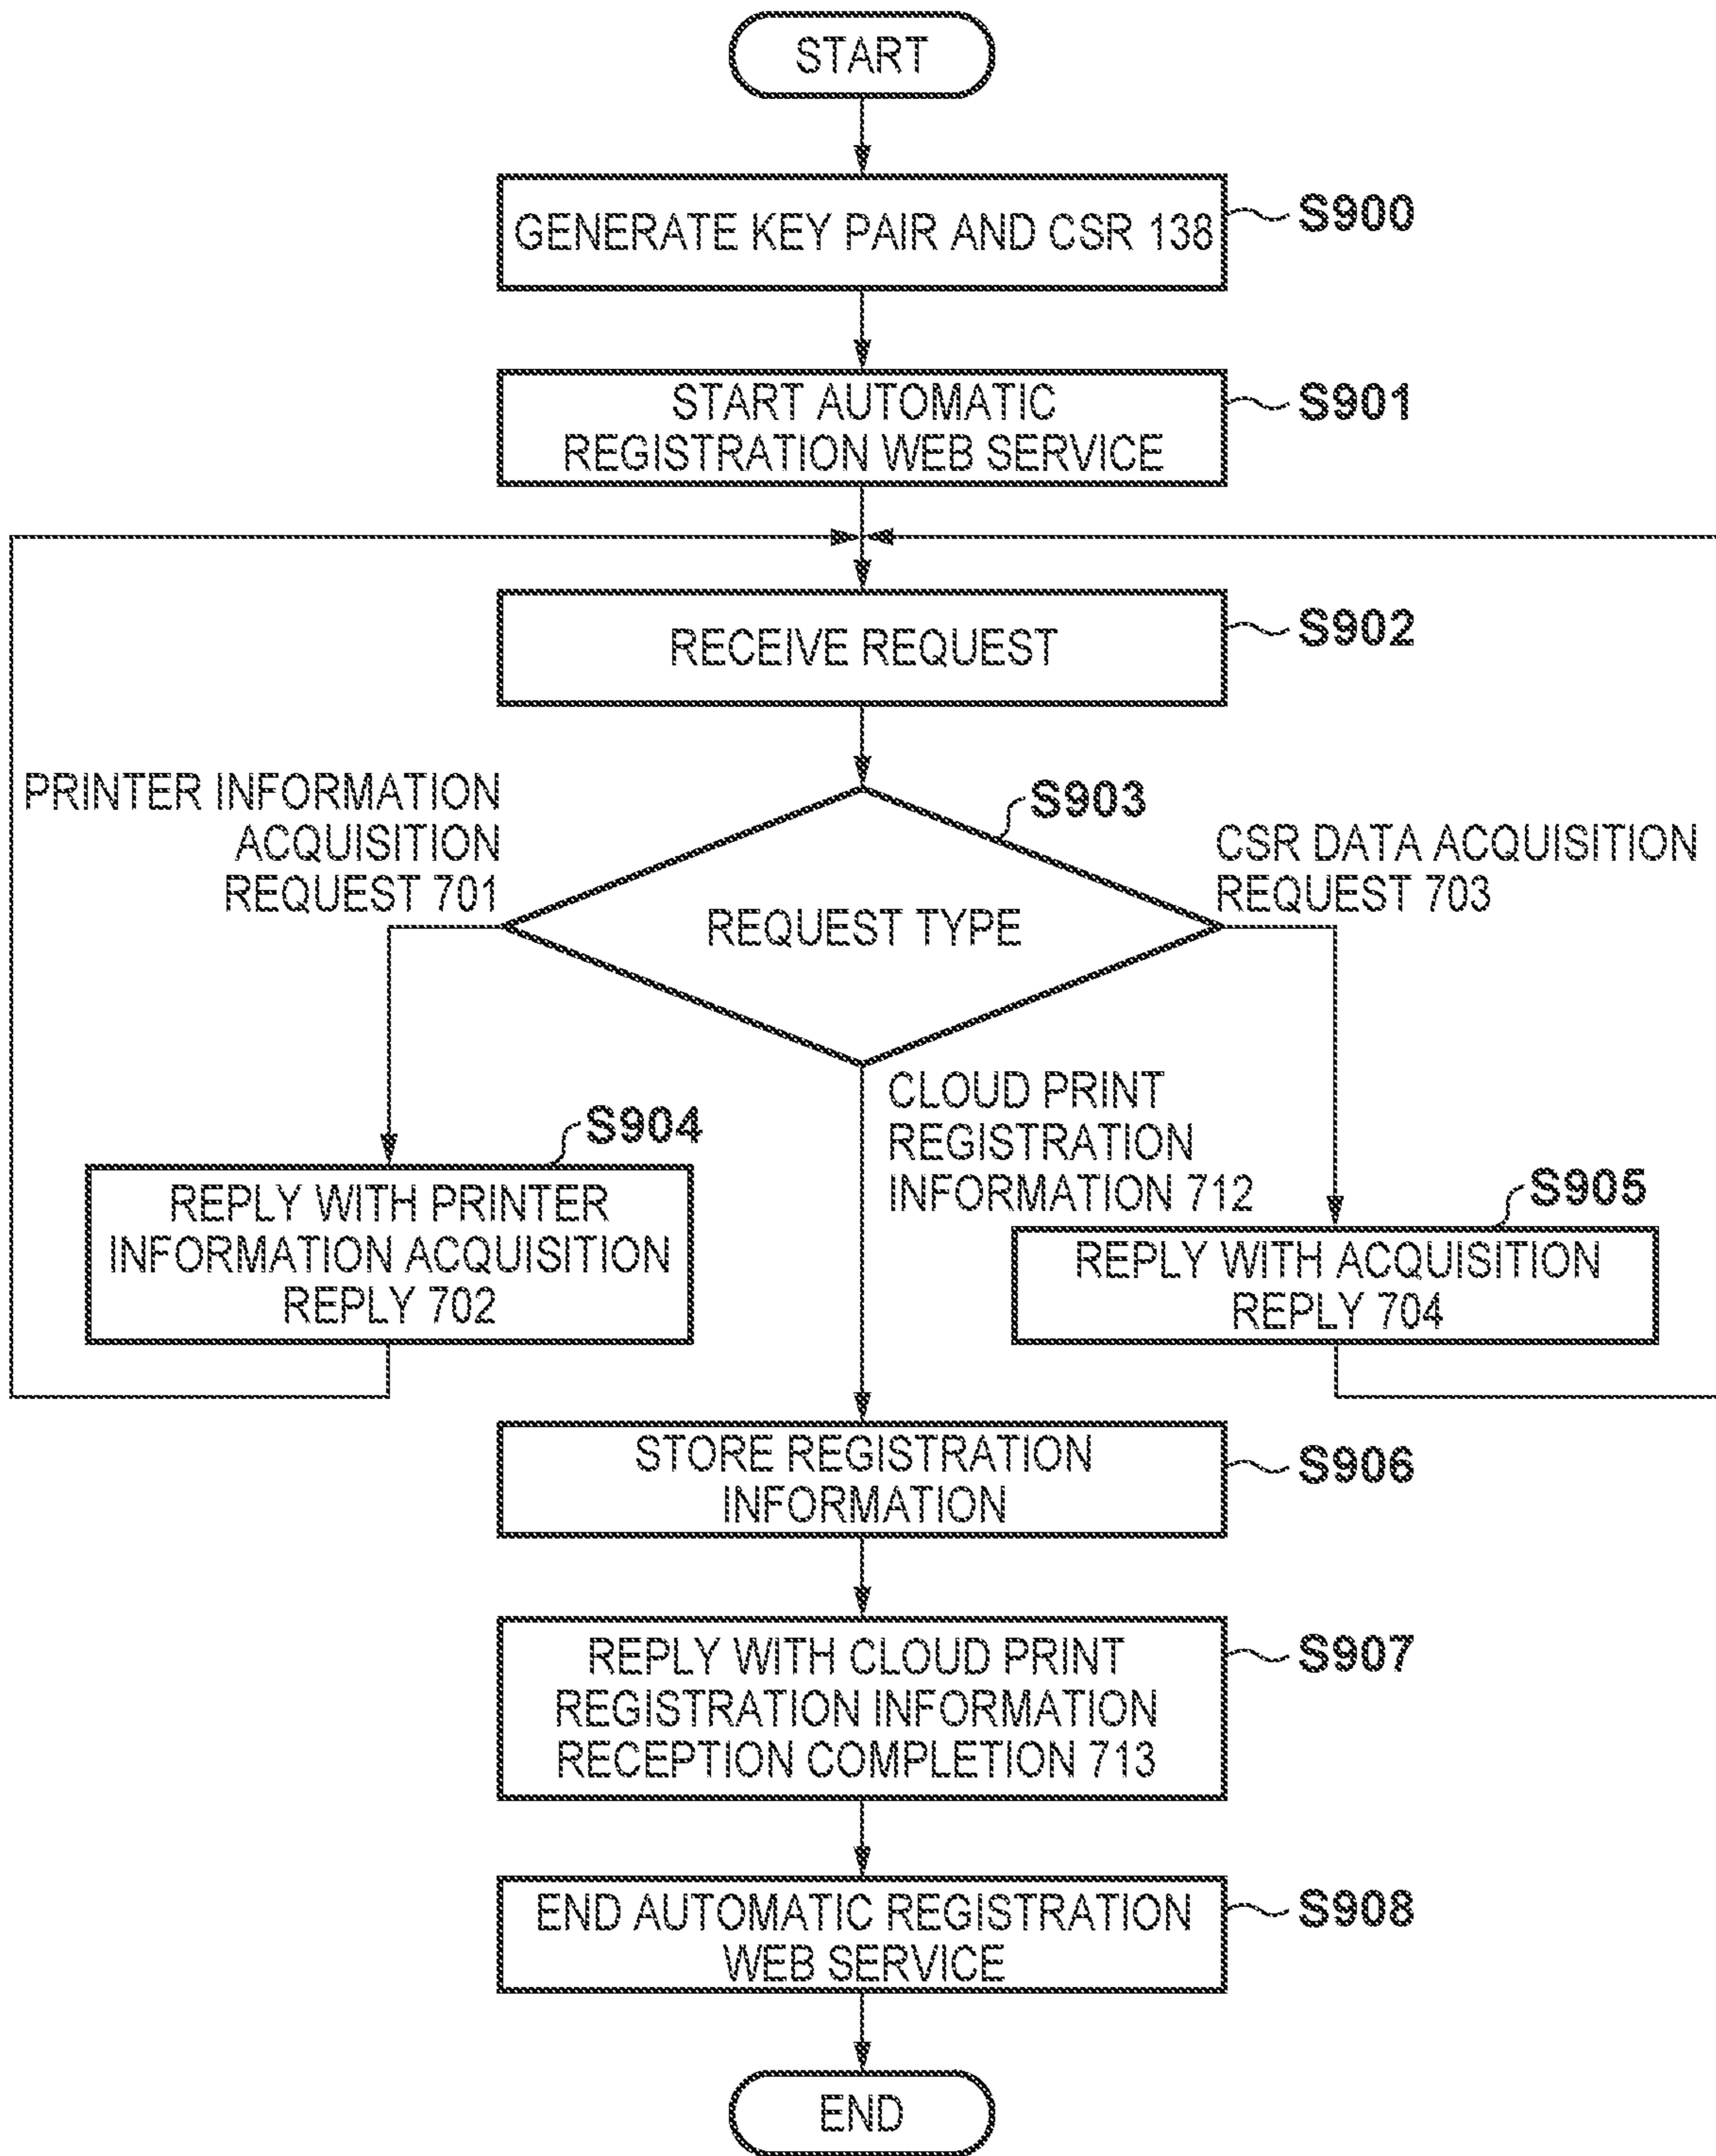 START
GENERATE KEY PAIR AND CSR 138
S900
START AUTOMATIC
REGISTRATION WEB SERVICE
S901
RECEIVE REQUEST
S902
PRINTER INFORMATION
ACQUISITION
REQUEST 701
S903
REQUEST TYPE
CSR DATA ACQUISITION
REQUEST 703
CLOUD PRINT
REGISTRATION
INFORMATION 712
S904
REPLY WITH PRINTER
INFORMATION ACQUISITION
REPLY 702
S905
REPLY WITH ACQUISITION
REPLY 704
STORE REGISTRATION
INFORMATION
S906
REPLY WITH CLOUD PRINT
REGISTRATION INFORMATION
RECEPTION COMPLETION 713
S907
END AUTOMATIC REGISTRATION
WEB SERVICE
S908
END